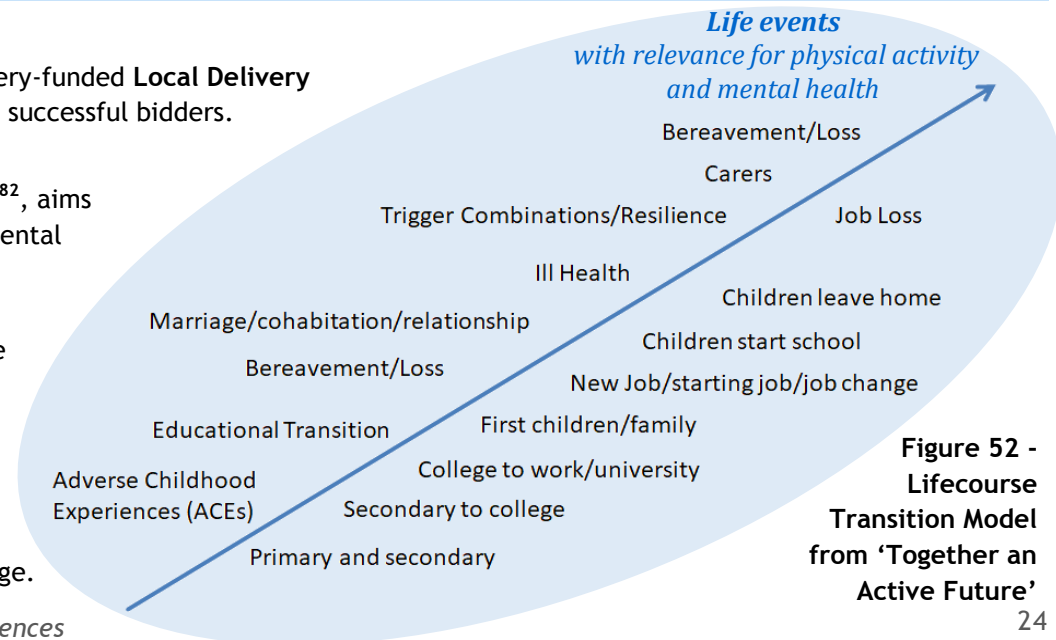 ery-funded Local Delivery
successful bidders.
82, aims
ental
e
ge.
ences
Life events
with relevance for physical activity
and mental health
Bereavement/Loss
Carers
Trigger Combinations/Resilience
Job Loss
Ill Health
Children leave home
Marriage/cohabitation/relationship
Children start school
Bereavement/Loss
New Job/starting job/job change
Educational Transition
First children/family
College to work/university
Adverse Childhood
Experiences (ACEs)
Secondary to college
Primary and secondary
Figure 52 -
Lifecourse
Transition Model
from ‘Together an
Active Future’
24